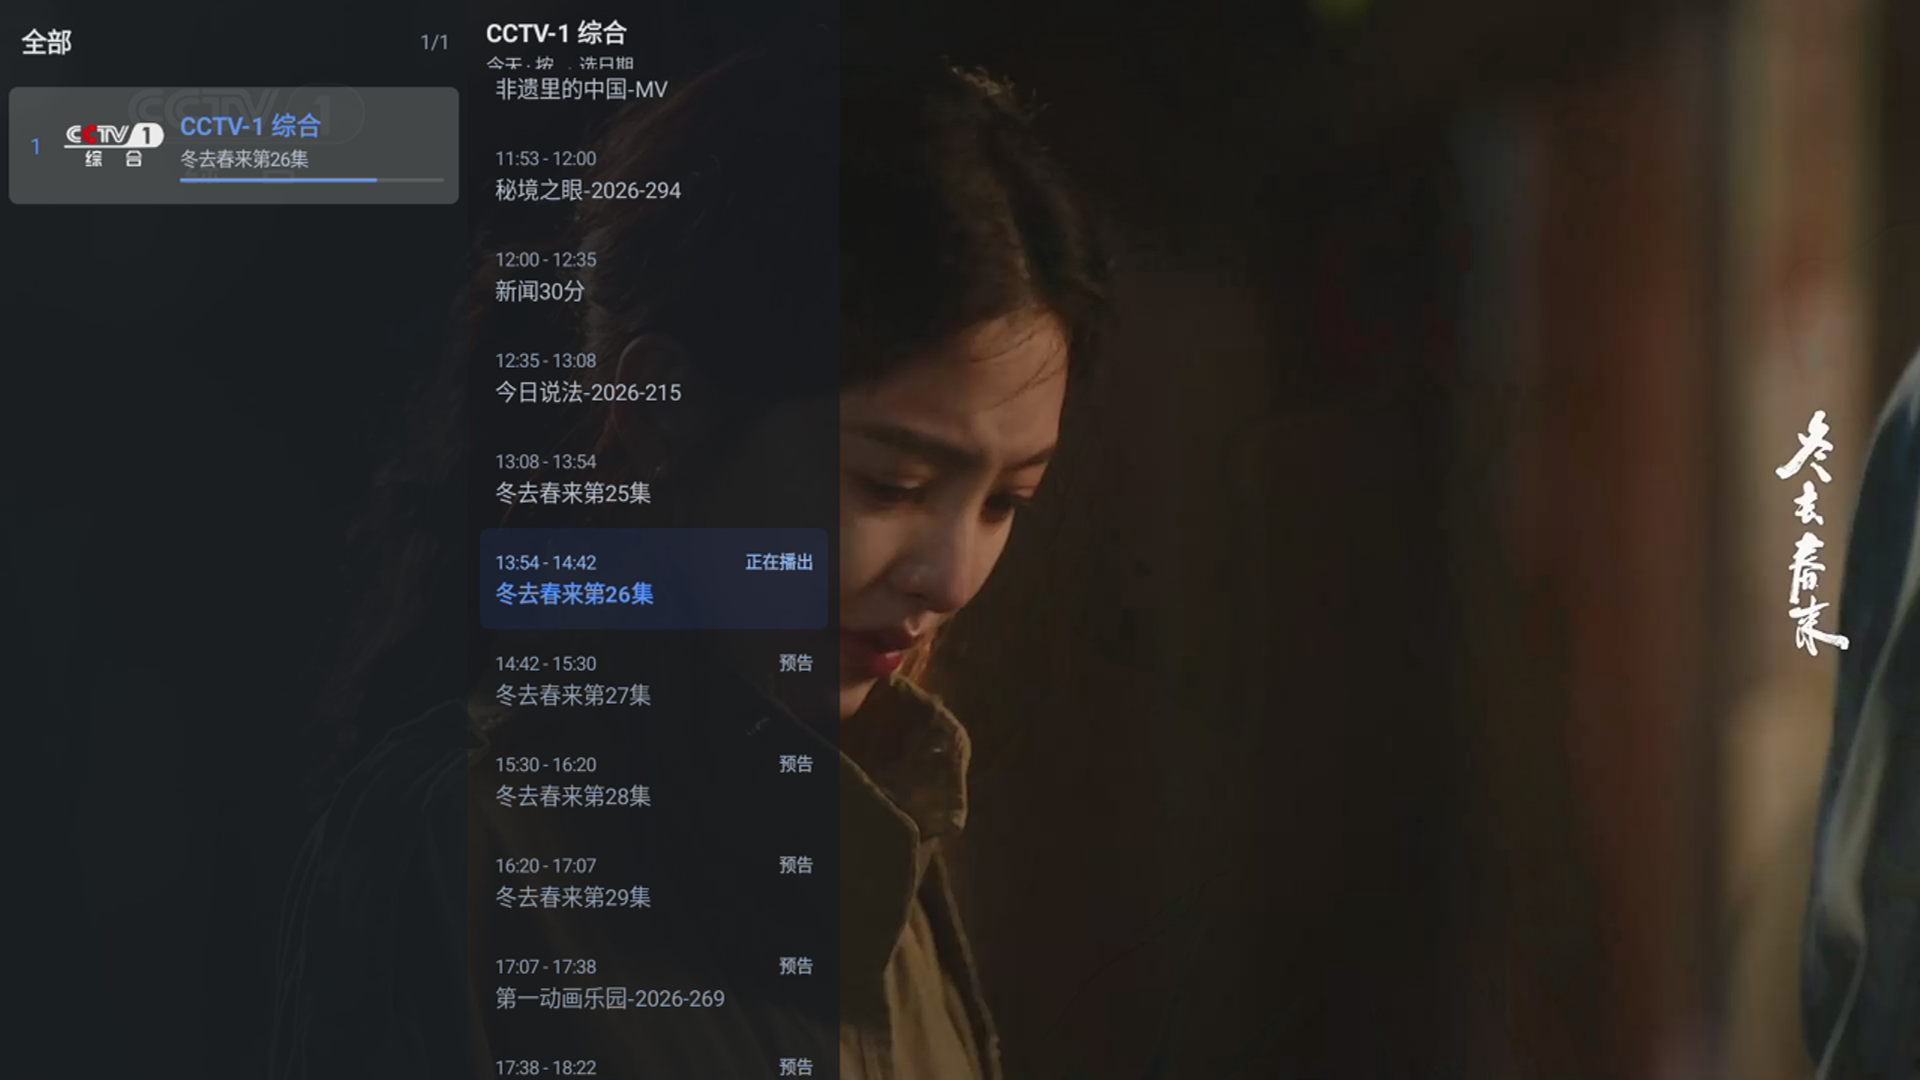 全部
1/1
1
CCTV 1
综合
CCTV-1 综合
冬去春来第26集
CCTV-1 综合
今天·按 . 选日期
非遗里的中国-MV
11:53 - 12:00
秘境之眼-2026-294
12:00 - 12:35
新闻30分
12:35 - 13:08
今日说法-2026-215
13:08 - 13:54
冬去春来第25集
13:54 - 14:42
正在播出
冬去春来第26集
14:42 - 15:30
预告
冬去春来第27集
15:30 - 16:20
预告
冬去春来第28集
16:20 - 17:07
预告
冬去春来第29集
17:07 - 17:38
预告
第一动画乐园-2026-269
17:38 - 18:22
预告
冬去春来